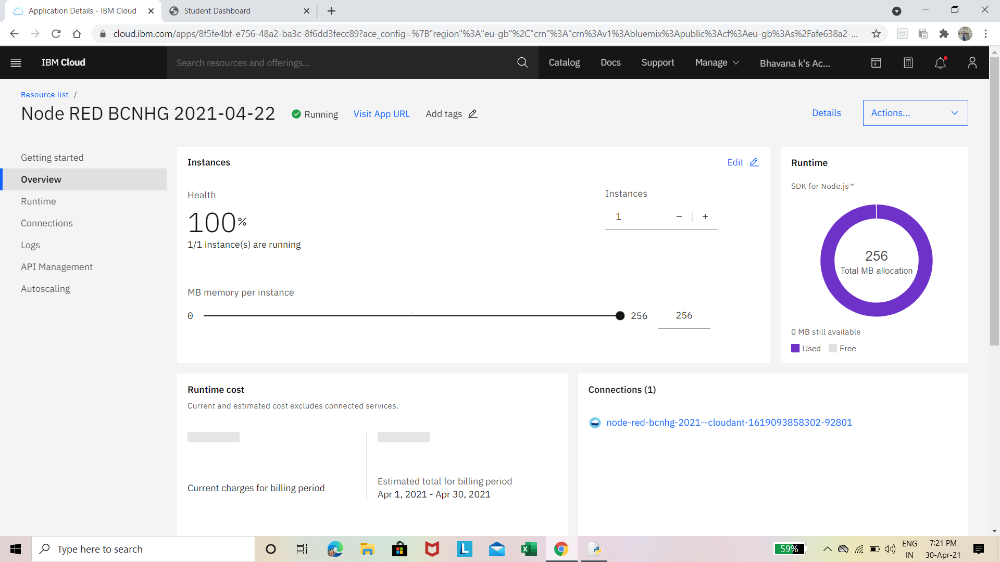 Application Details - IBM Cloud
Student Dashboard
cloud.ibm.com/apps/8f5fe4bf-e756-48a2-ba3c-8f6dd3fecc89?ace_config=%7B"region"%3A"eu-gb"%2C"crn"%3A"crn%3Av1%3Abluemix%3Apublic%3Acf%3Aeu-gb%3As%2Fafe638a2-...
IBM Cloud
Search resources and offerings...
Catalog
Docs
Support
Manage
Bhavana k's Ac...
Resource list /
Node RED BCNHG 2021-04-22
Running
Visit App URL
Add tags
Details
Actions...
Getting started
Overview
Runtime
Connections
Logs
API Management
Autoscaling
Instances
Edit
Health
100%
1/1 instance(s) are running
Instances
1
MB memory per instance
0
256
256
Runtime
SDK for Node.js™
256
Total MB allocation
0 MB still available
Used
Free
Runtime cost
Current and estimated cost excludes connected services.
Current charges for billing period
Estimated total for billing period
Apr 1, 2021 - Apr 30, 2021
Connections (1)
node-red-bcnhg-2021--cloudant-1619093858302-92801
Type here to search
59%
ENG
IN
7:21 PM
30-Apr-21